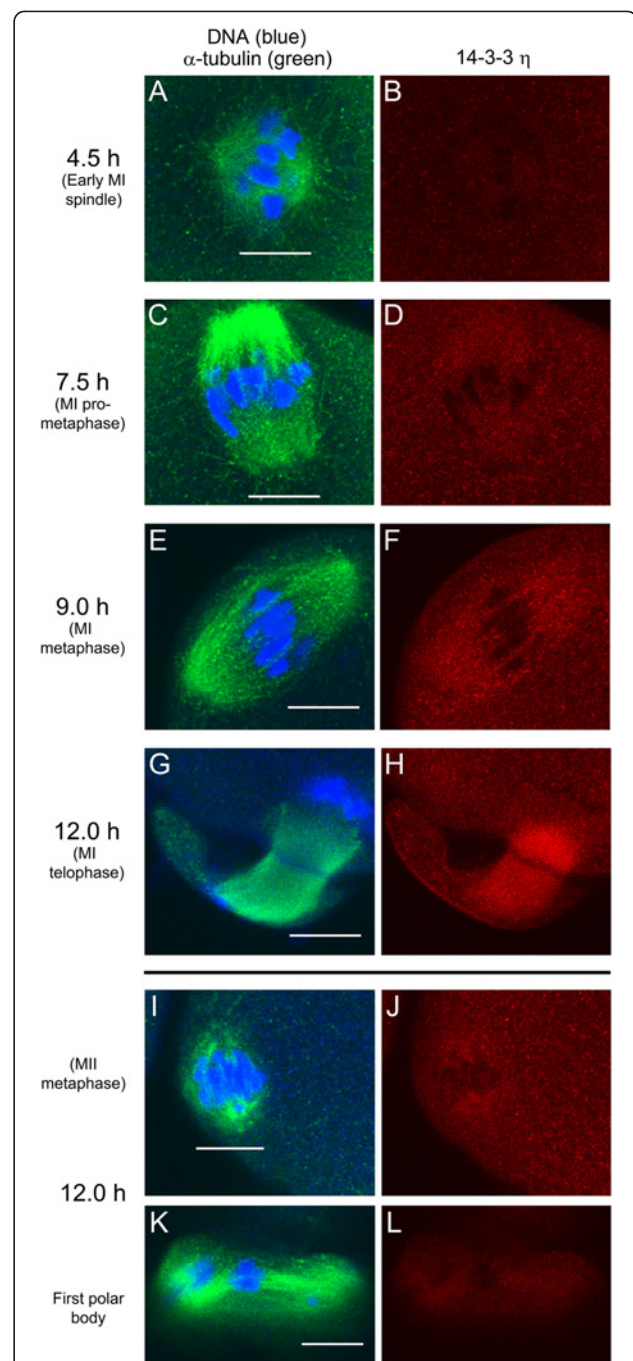 DNA (blue)
α-tubulin (green)
14-3-3 η
A
B
4.5 h
(Early MI
spindle)
C
D
7.5 h
(MI pro-
metaphase)
E
F
9.0 h
(MI
metaphase)
G
H
12.0 h
(MI
telophase)
I
J
(MII
metaphase)
12.0 h
K
L
First polar
body